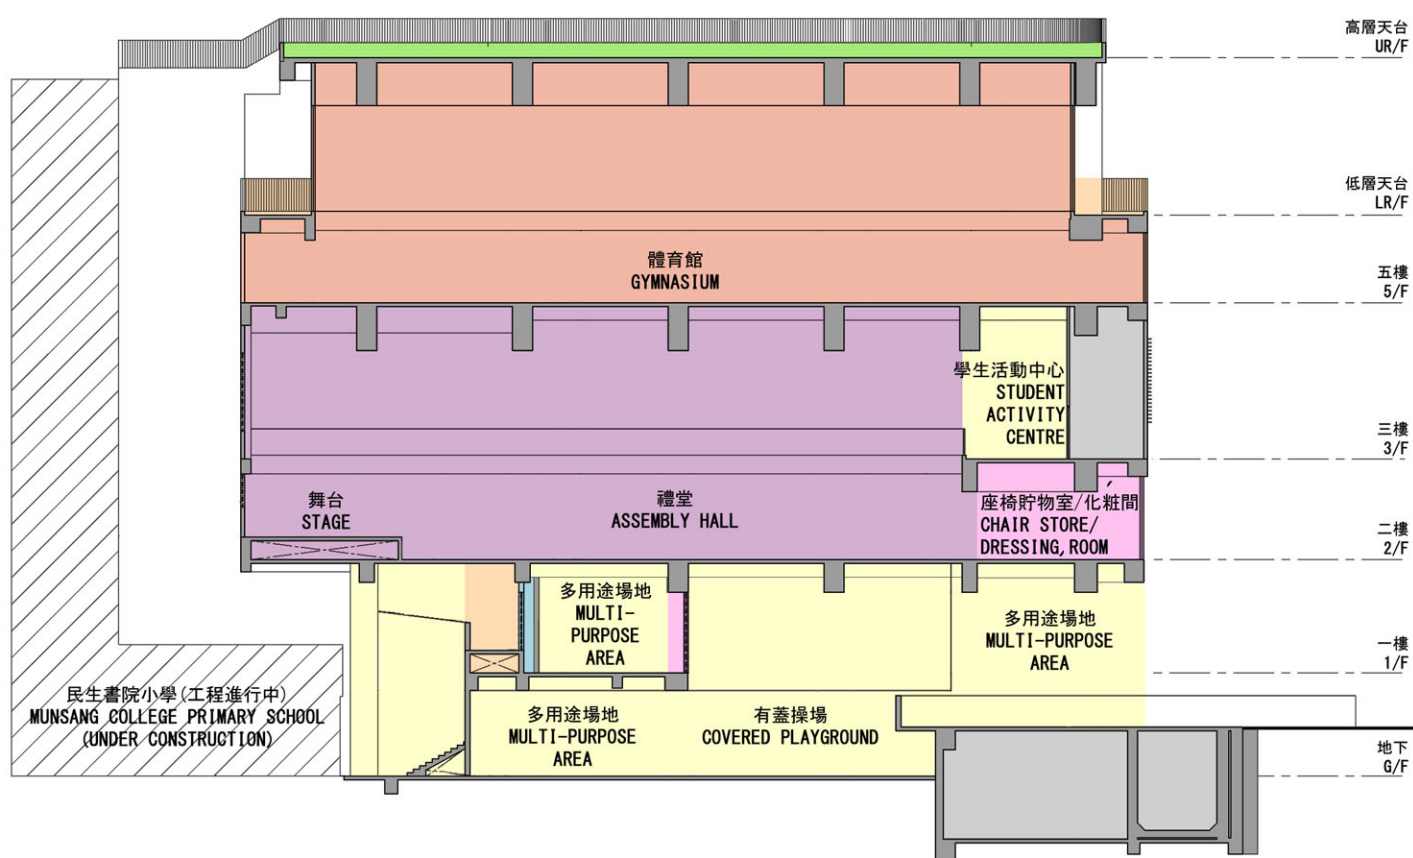 高層天台
UR/F
低層天台
LR/F
體育館
GYMNASIUM
五樓
5/F
學生活動中心
STUDENT
ACTIVITY
CENTRE
三樓
3/F
舞台
STAGE
禮堂
ASSEMBLY HALL
座椅貯物室/化粧間
CHAIR STORE/
DRESSING,ROOM
二樓
2/F
多用途場地
MULTI-
PURPOSE
AREA
多用途場地
MULTI-PURPOSE
AREA
一樓
1/F
民生書院小學(工程進行中)
MUNSANG COLLEGE PRIMARY SCHOOL
(UNDER CONSTRUCTION)
多用途場地
MULTI-PURPOSE
AREA
有蓋操場
COVERED PLAYGROUND
地下
G/F